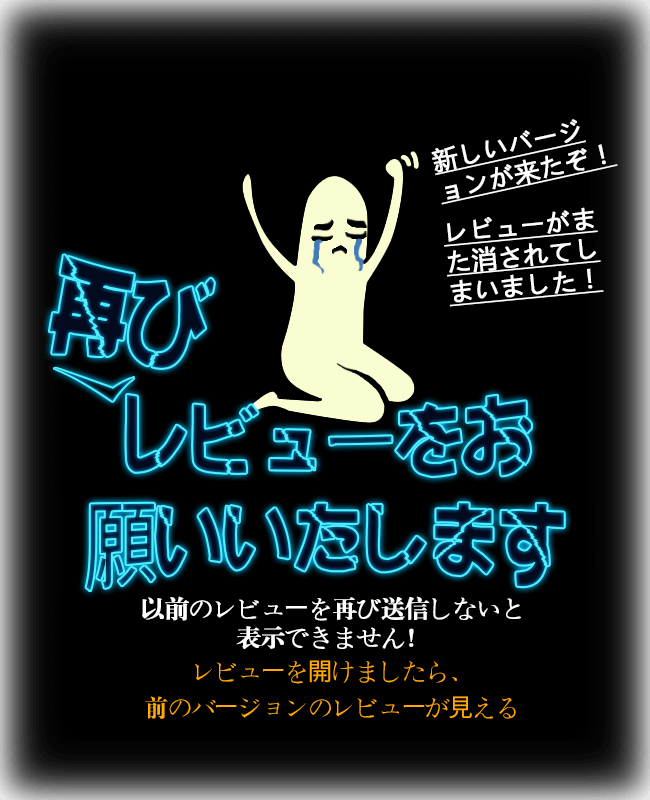 新しいバージ
ョンが来たぞ！
レビューがま
た消されてし
まいました！
再び
レビューをお
願いいたします
以前のレビューを再び送信しないと
表示できません!
レビューを開けましたら、
前のバージョンのレビューが見える